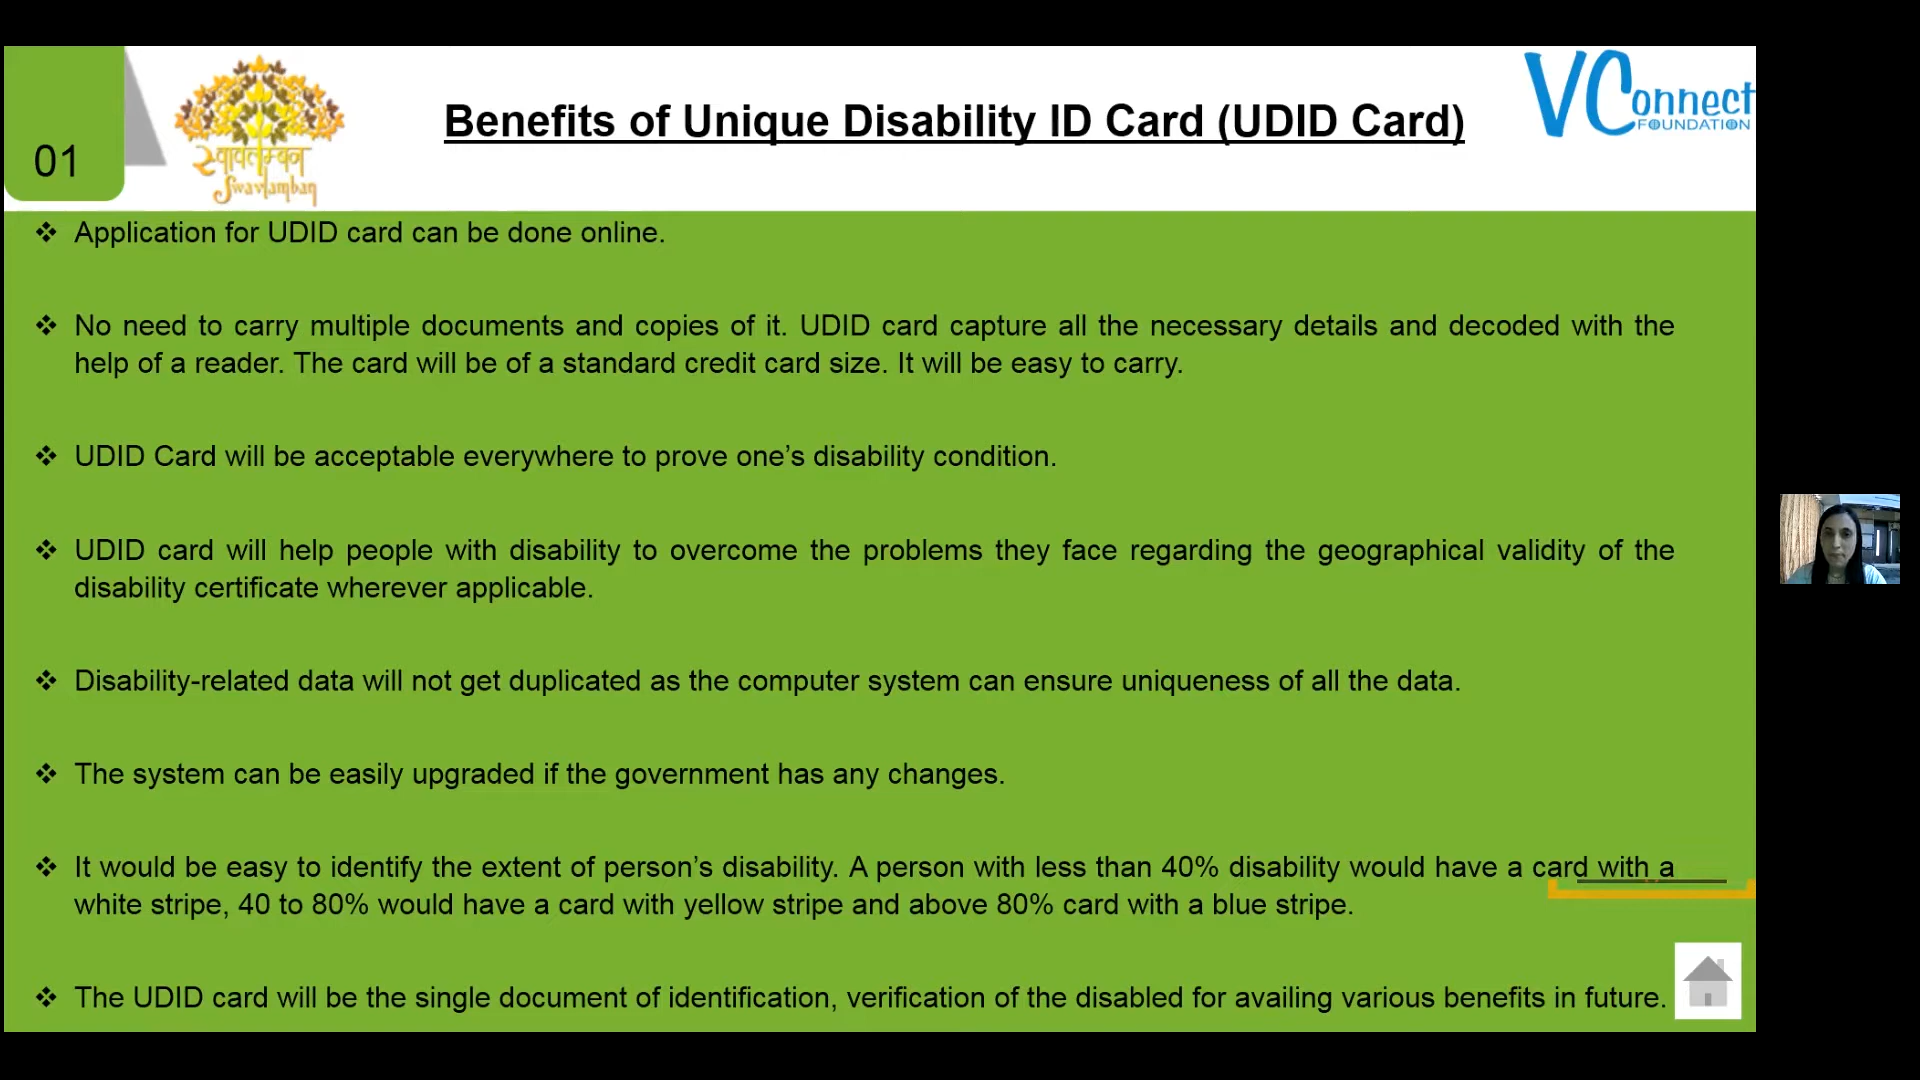 01
स्वावलम्बन
Swavlamban
Benefits of Unique Disability ID Card (UDID Card)
VConnect
FOUNDATION
❖ Application for UDID card can be done online.
❖ No need to carry multiple documents and copies of it. UDID card capture all the necessary details and decoded with the
help of a reader. The card will be of a standard credit card size. It will be easy to carry.
❖ UDID Card will be acceptable everywhere to prove one’s disability condition.
❖ UDID card will help people with disability to overcome the problems they face regarding the geographical validity of the
disability certificate wherever applicable.
❖ Disability-related data will not get duplicated as the computer system can ensure uniqueness of all the data.
❖ The system can be easily upgraded if the government has any changes.
❖ It would be easy to identify the extent of person’s disability. A person with less than 40% disability would have a card with a
white stripe, 40 to 80% would have a card with yellow stripe and above 80% card with a blue stripe.
❖ The UDID card will be the single document of identification, verification of the disabled for availing various benefits in future.